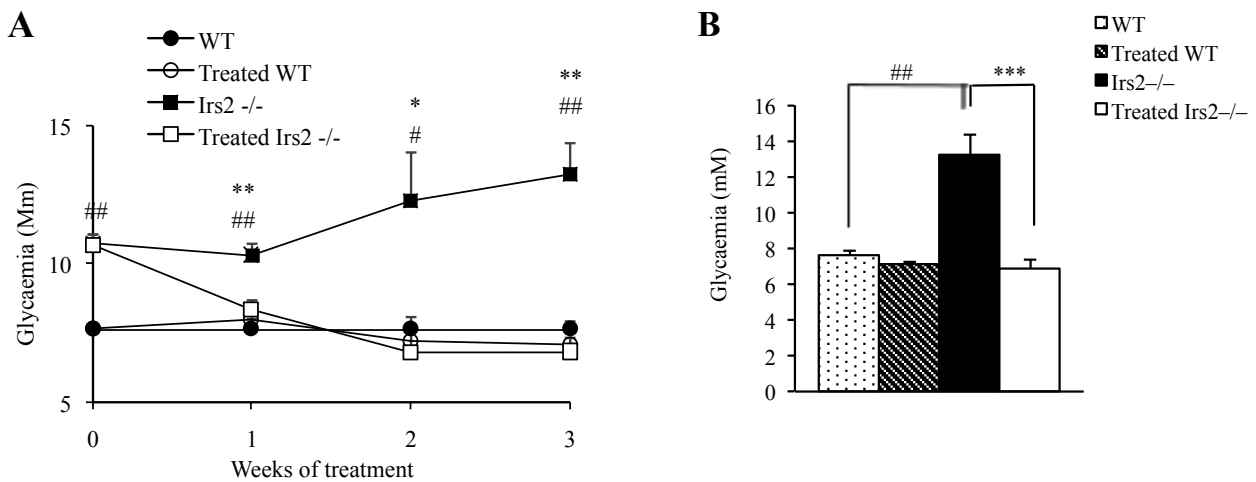 A
WT
Treated WT
Irs2 -/-
Treated Irs2 -/-
15
10
5
Glycaemia (Mm)
##
**
##
*
#
**
##
0 1 2 3
Weeks of treatment
B
WT
Treated WT
Irs2–/–
Treated Irs2–/–
## ***
16
14
12
10
8
6
4
2
0
Glycaemia (mM)